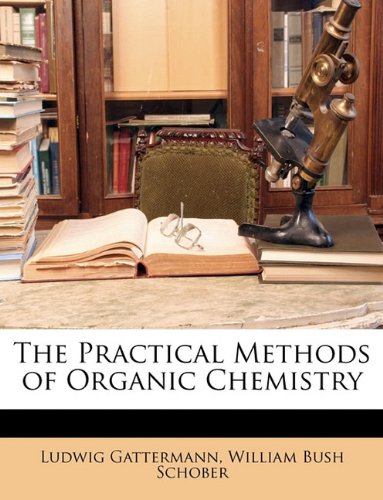 The Practical Methods
of Organic Chemistry
Ludwig Gattermann, William Bush
Schober